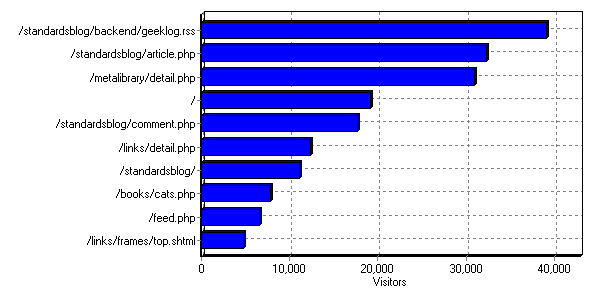 /standardsblog/backend/geeklog.rss
/standardsblog/article.php
/metalibrary/detail.php
/
/standardsblog/comment.php
/links/detail.php
/standardsblog/
/books/cats.php
/feed.php
/links/frames/top.shtml
0 10,000 20,000 30,000 40,000
Visitors